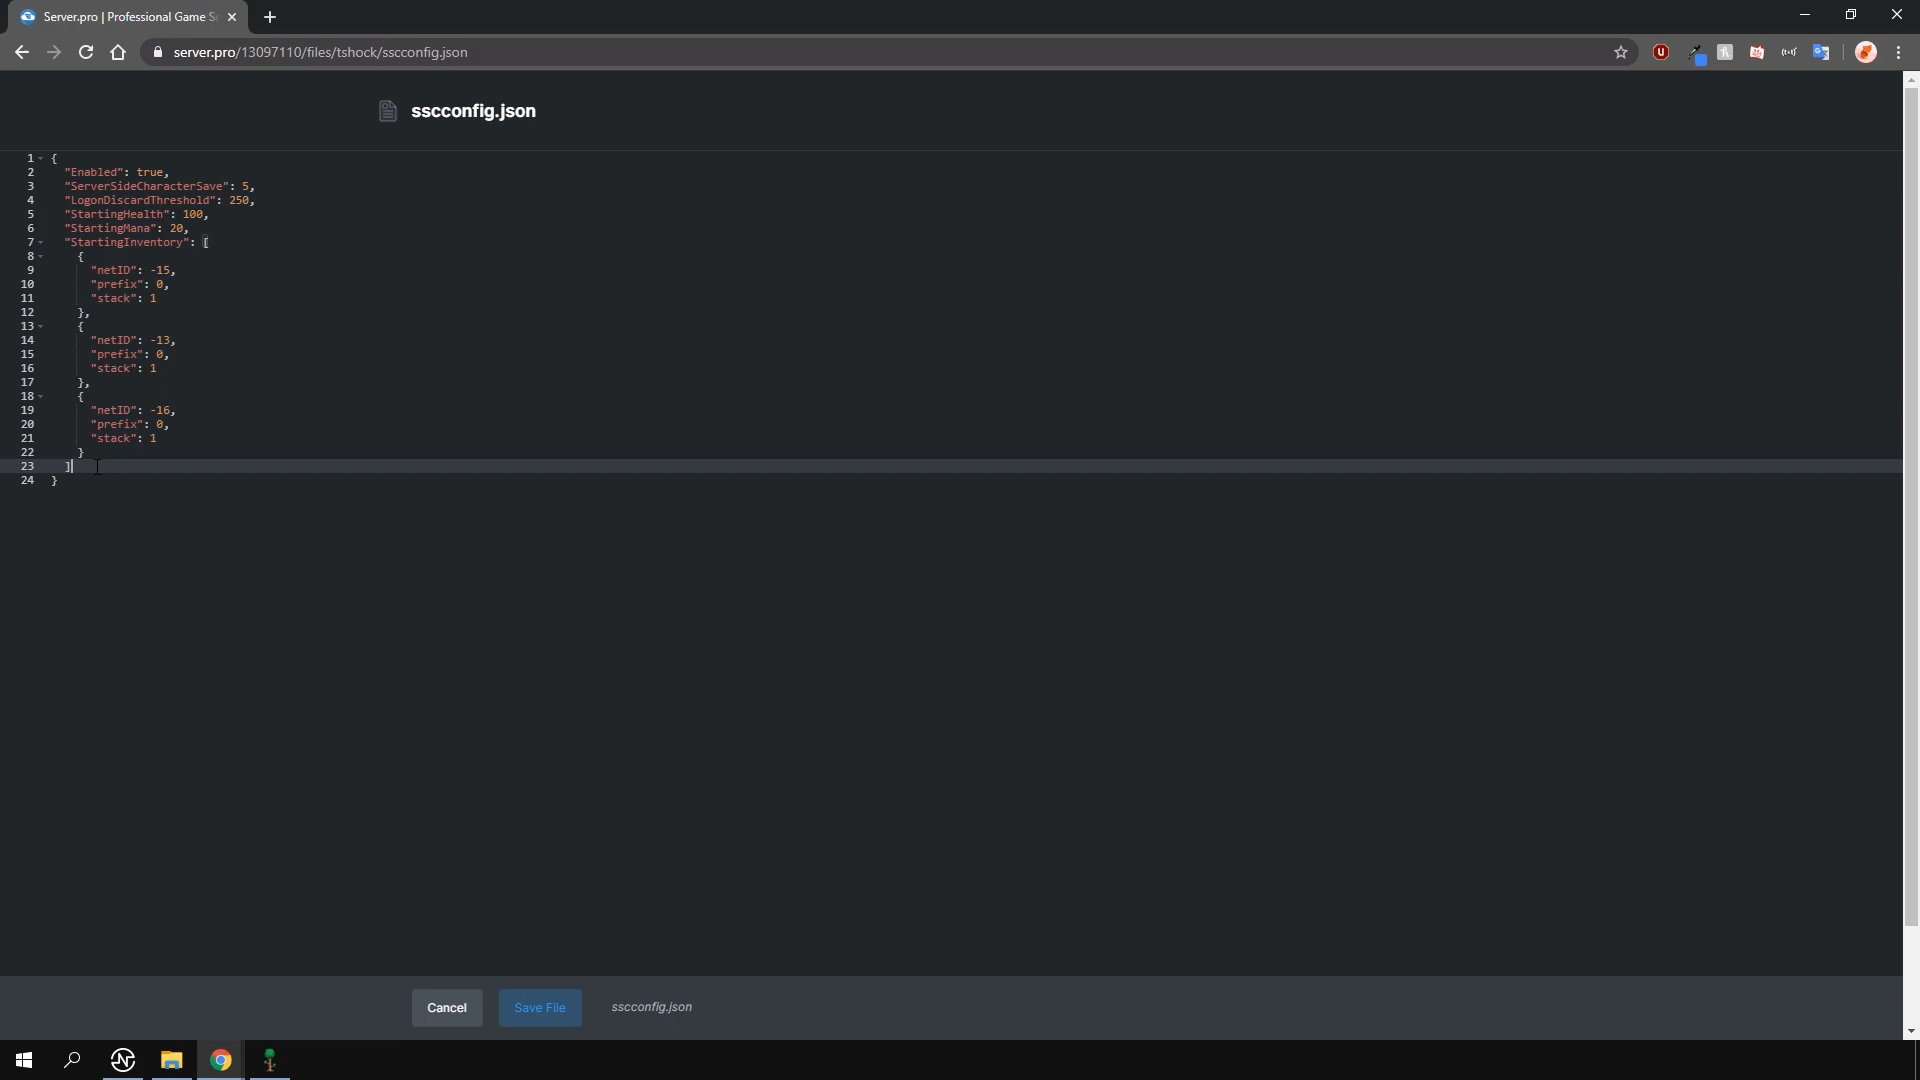 Server.pro | Professional Game S
server.pro/13097110/files/tshock/sscconfig.json
sscconfig.json
1 {
2 "Enabled": true,
3 "ServerSideCharacterSave": 5,
4 "LogonDiscardThreshold": 250,
5 "StartingHealth": 100,
6 "StartingMana": 20,
7 "StartingInventory": [
8 {
9 "netID": -15,
10 "prefix": 0,
11 "stack": 1
12 },
13 {
14 "netID": -13,
15 "prefix": 0,
16 "stack": 1
17 },
18 {
19 "netID": -16,
20 "prefix": 0,
21 "stack": 1
22 }
23 ]
24 }
Cancel Save File sscconfig.json